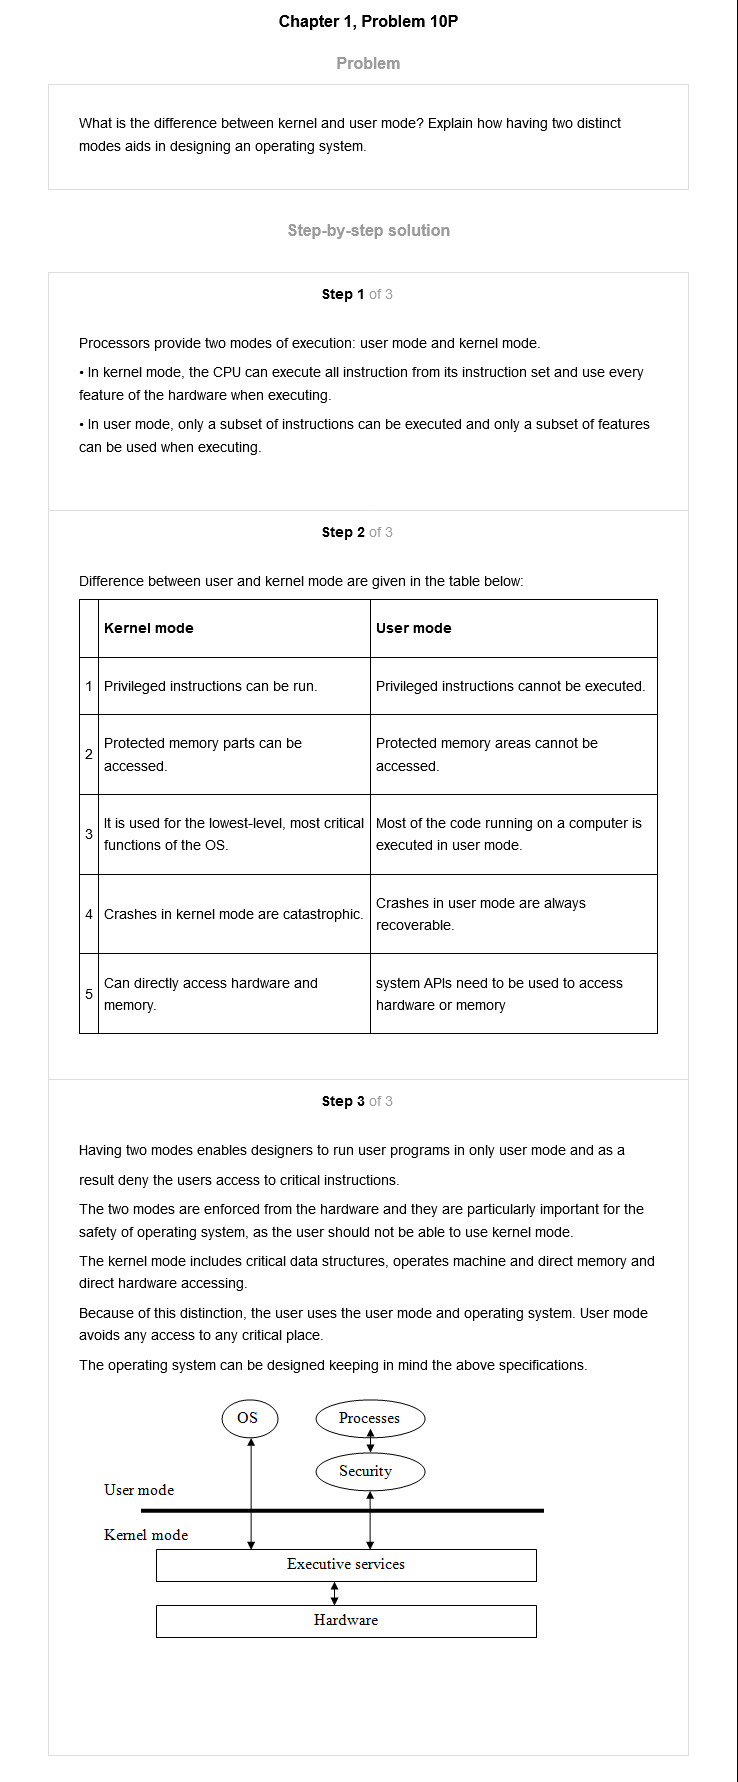 Chapter 1, Problem 10P
Problem
What is the difference between kernel and user mode? Explain how having two distinct
modes aids in designing an operating system.
Step-by-step solution
Step 1 of 3
Processors provide two modes of execution: user mode and kernel mode.
• In kernel mode, the CPU can execute all instruction from its instruction set and use every
feature of the hardware when executing.
• In user mode, only a subset of instructions can be executed and only a subset of features
can be used when executing.
Step 2 of 3
Difference between user and kernel mode are given in the table below:
Kernel mode
User mode
1 Privileged instructions can be run.
Privileged instructions cannot be executed.
2
Protected memory parts can be
accessed.
Protected memory areas cannot be
accessed.
3
It is used for the lowest-level, most critical
functions of the OS.
Most of the code running on a computer is
executed in user mode.
4 Crashes in kernel mode are catastrophic.
Crashes in user mode are always
recoverable.
5
Can directly access hardware and
memory.
system APIs need to be used to access
hardware or memory
Step 3 of 3
Having two modes enables designers to run user programs in only user mode and as a
result deny the users access to critical instructions.
The two modes are enforced from the hardware and they are particularly important for the
safety of operating system, as the user should not be able to use kernel mode.
The kernel mode includes critical data structures, operates machine and direct memory and
direct hardware accessing.
Because of this distinction, the user uses the user mode and operating system. User mode
avoids any access to any critical place.
The operating system can be designed keeping in mind the above specifications.
OS
Processes
Security
User mode
Kernel mode
Executive services
Hardware